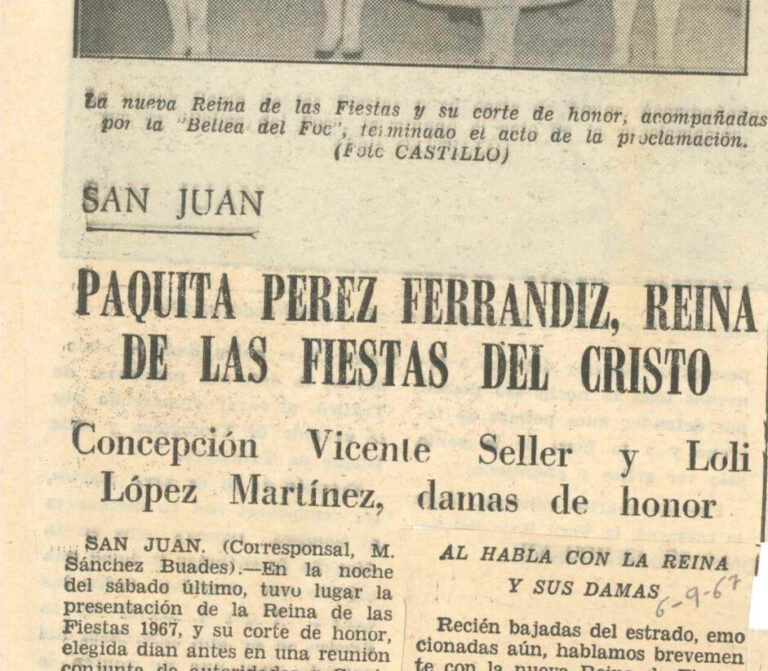 La nueva Reina de las Fiestas y su corte de honor, acompañadas
por la "Bellea del Foc", terminado el acto de la proclamación.
(Foto CASTILLO)
SAN JUAN
PAQUITA PEREZ FERRANDIZ, REINA
DE LAS FIESTAS DEL CRISTO
Concepción Vicente Seller y Loli
López Martínez, damas de honor
SAN JUAN. (Corresponsal, M.
Sánchez Buades).—En la noche
del sábado último, tuvo lugar la
presentación de la Reina de las
Fiestas 1967, y su corte de honor,
elegida dían antes en una reunión
conjunta de autoridades
AL HABLA CON LA REINA
Y SUS DAMAS
6-9-67
Recién bajadas del estrado, emo
cionadas aún, hablamos brevemen
te con la nueva Reina